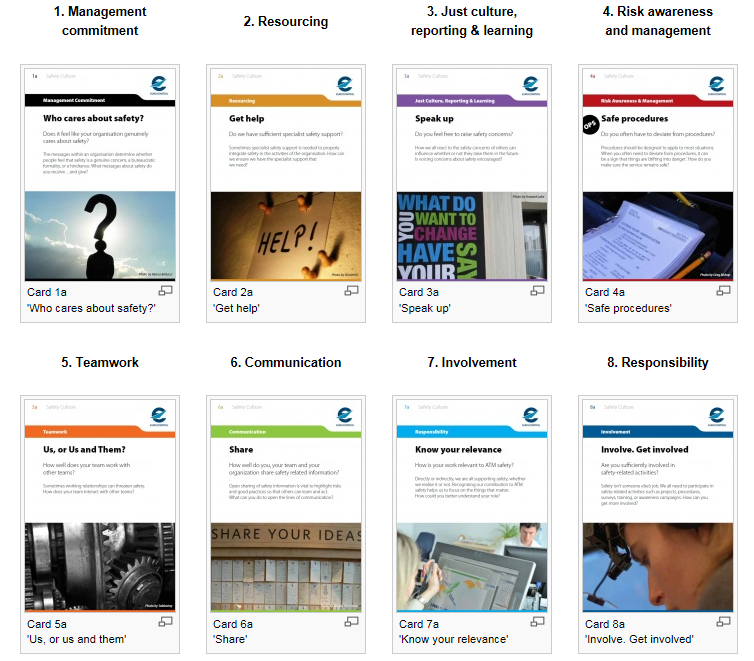 1. Management
commitment
2. Resourcing
3. Just culture,
reporting & learning
4. Risk awareness
and management
1a Safety Culture
EUROCONTROL
Management Commitment
Who cares about safety?
Does it feel like your organisation genuinely
cares about safety?
The messages within an organisation determine whether
people feel that safety is a genuine concern, a bureaucratic
formality, or a hindrance. What messages about safety do
you receive... and give?
Card 1a
'Who cares about safety?'
2a Safety Culture
EUROCONTROL
Resourcing
Get help
Do we have sufficient specialist safety support?
Sometimes specialist safety support is needed to properly
integrate safety in the activities of the organisation. How can
we ensure we have the specialist support that
we need?
HELP!
Card 2a
'Get help'
3a Safety Culture
EUROCONTROL
Just Culture, Reporting & Learning
Speak up
Do you feel free to raise safety concerns?
How we all react to the safety concerns of others can
influence whether or not they raise them in the future.
Is voicing concerns about safety encouraged?
WHAT DO
YOU
WANT TO
CHANGE
HAVE
YOUR
SAY
Card 3a
'Speak up'
4a Safety Culture
EUROCONTROL
Risk Awareness & Management
OPS
Safe procedures
Do you often have to deviate from procedures?
Procedures should be designed to apply to most situations.
When you often need to deviate from procedures, it can
be a sign that things are drifting into danger. How do you
make sure the service remains safe?
Card 4a
'Safe procedures'
5. Teamwork
6. Communication
7. Involvement
8. Responsibility
5a Safety Culture
EUROCONTROL
Teamwork
Us, or Us and Them?
How well does your team work with
other teams?
Sometimes working relationships can threaten safety.
How does your team interact with other teams?
Card 5a
'Us, or us and them'
6a Safety Culture
EUROCONTROL
Communication
Share
How well do you, your team and your
organization share safety related information?
Open sharing of safety information is vital to highlight risks
and good practices so that others can learn and act.
What can you do to open the lines of communication?
SHARE YOUR IDEAS
Card 6a
'Share'
7a Safety Culture
EUROCONTROL
Responsibility
Know your relevance
How is your work relevant to ATM safety?
Directly or indirectly, we are all supporting safety, whether
we make it or not. Recognising our contribution to ATM
safety helps us to focus on the things that matter.
How could you better understand your role?
Card 7a
'Know your relevance'
8a Safety Culture
EUROCONTROL
Involvement
Involve. Get involved
Are you sufficiently involved in
safety-related activities?
Safety isn't someone else's job. We all need to participate in
safety-related activities such as projects, procedures,
surveys, training, or awareness campaigns. How can you
get more involved?
Card 8a
'Involve. Get involved'